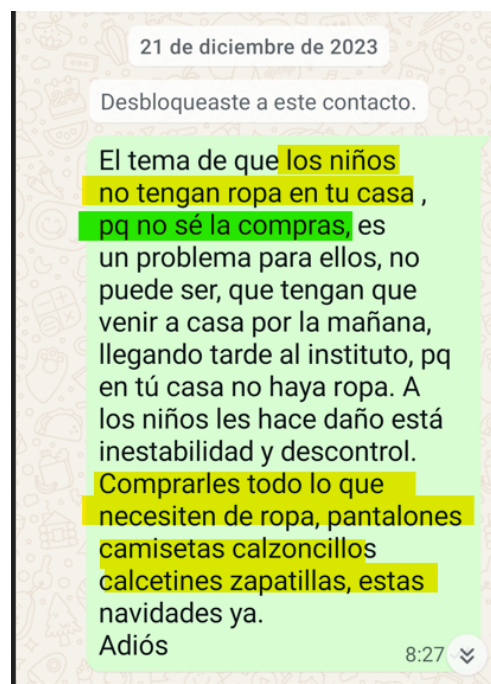 21 de diciembre de 2023
Desbloqueaste a este contacto.
El tema de que los niños
no tengan ropa en tu casa ,
pq no sé la compras, es
un problema para ellos, no
puede ser, que tengan que
venir a casa por la mañana,
llegando tarde al instituto, pq
en tú casa no haya ropa. A
los niños les hace daño está
inestabilidad y descontrol.
Comprarles todo lo que
necesiten de ropa, pantalones
camisetas calzoncillos
calcetines zapatillas, estas
navidades ya.
Adiós
8:27